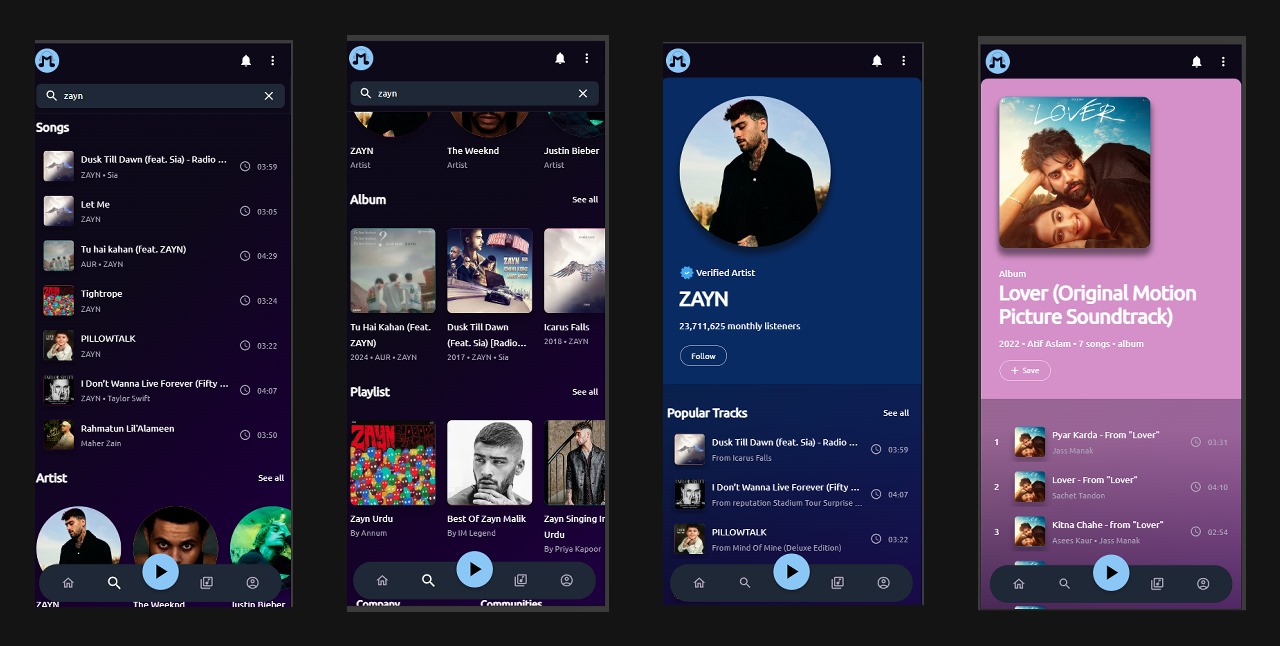 zayn
Songs
Dusk Till Dawn (feat. Sia) - Radio ...
ZAYN • Sia
03:59
Let Me
ZAYN
03:05
Tu hai kahan (feat. ZAYN)
AUR • ZAYN
04:29
Tightrope
ZAYN
03:24
PILLOWTALK
ZAYN
03:22
I Don't Wanna Live Forever (Fifty ...
ZAYN • Taylor Swift
04:07
Rahmatun Lil'Alameen
Maher Zain
03:50
Artist
See all
ZAYN
The Weeknd
Justin Bieber
zayn
ZAYN
Artist
The Weeknd
Artist
Justin Bieber
Artist
Album
See all
Tu Hai Kahan (Feat.
ZAYN)
2024 • AUR • ZAYN
Dusk Till Dawn
(Feat. Sia) [Radio...
2017 • ZAYN • Sia
Icarus Falls
2018 • ZAYN
Playlist
See all
ZAYN
Zayn Urdu
By Annum
Best Of Zayn Malik
By IM Legend
Zayn Singing In
Urdu
By Priya Kapoor
Company
Communities
Verified Artist
ZAYN
23,711,625 monthly listeners
Follow
Popular Tracks
See all
Dusk Till Dawn (feat. Sia) - Radio ...
From Icarus Falls
03:59
I Don't Wanna Live Forever (Fifty ...
From reputation Stadium Tour Surprise ...
04:07
PILLOWTALK
From Mind Of Mine (Deluxe Edition)
03:22
LOVER
Album
Lover (Original Motion
Picture Soundtrack)
2022 • Atif Aslam • 7 songs • album
+ Save
1
Pyar Karda - From "Lover"
Jass Manak
03:31
2
Lover - From "Lover"
Sachet Tandon
04:10
3
Kitna Chahe - from "Lover"
Asees Kaur • Jass Manak
02:54